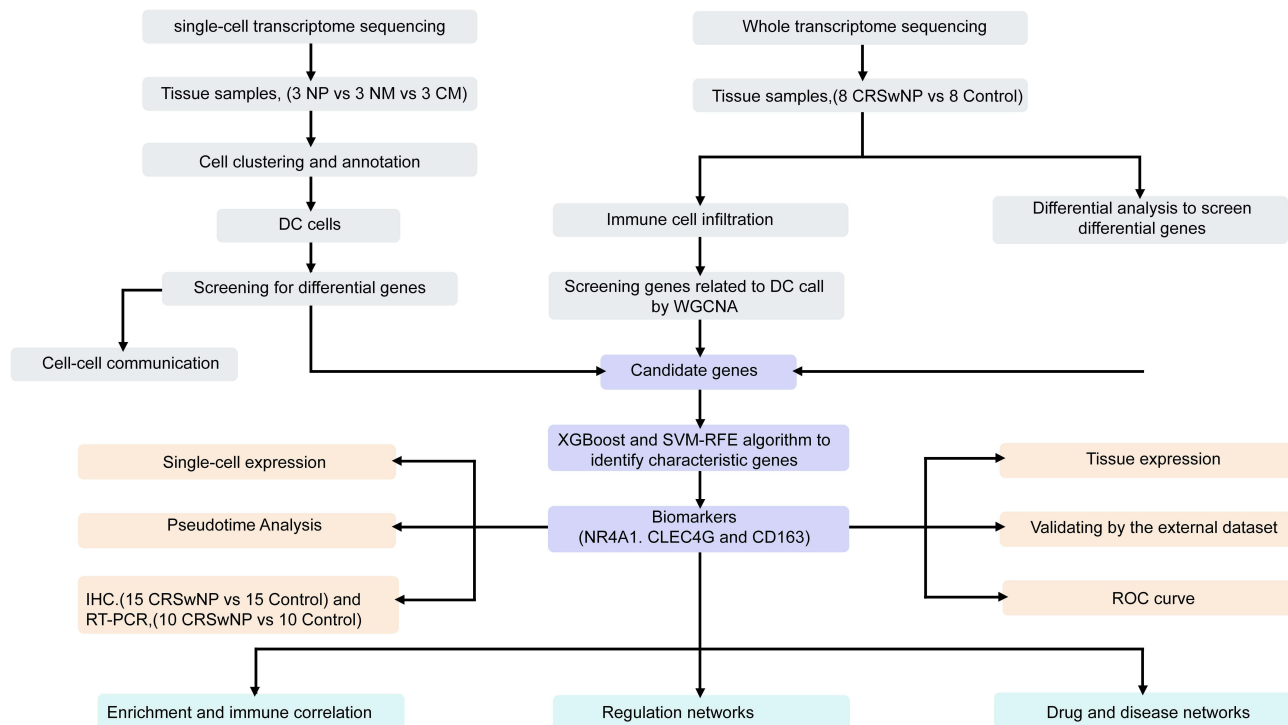 single-cell transcriptome sequencing
Whole transcriptome sequencing
Tissue samples, (3 NP vs 3 NM vs 3 CM)
Tissue samples,(8 CRSwNP vs 8 Control)
Cell clustering and annotation
DC cells
Immune cell infiltration
Differential analysis to screen
differential genes
Screening for differential genes
Screening genes related to DC call
by WGCNA
Cell-cell communication
Candidate genes
XGBoost and SVM-RFE algorithm to
identify characteristic genes
Single-cell expression
Tissue expression
Pseudotime Analysis
Biomarkers
(NR4A1. CLEC4G and CD163)
Validating by the external dataset
IHC.(15 CRSwNP vs 15 Control) and
RT-PCR,(10 CRSwNP vs 10 Control)
ROC curve
Enrichment and immune correlation
Regulation networks
Drug and disease networks